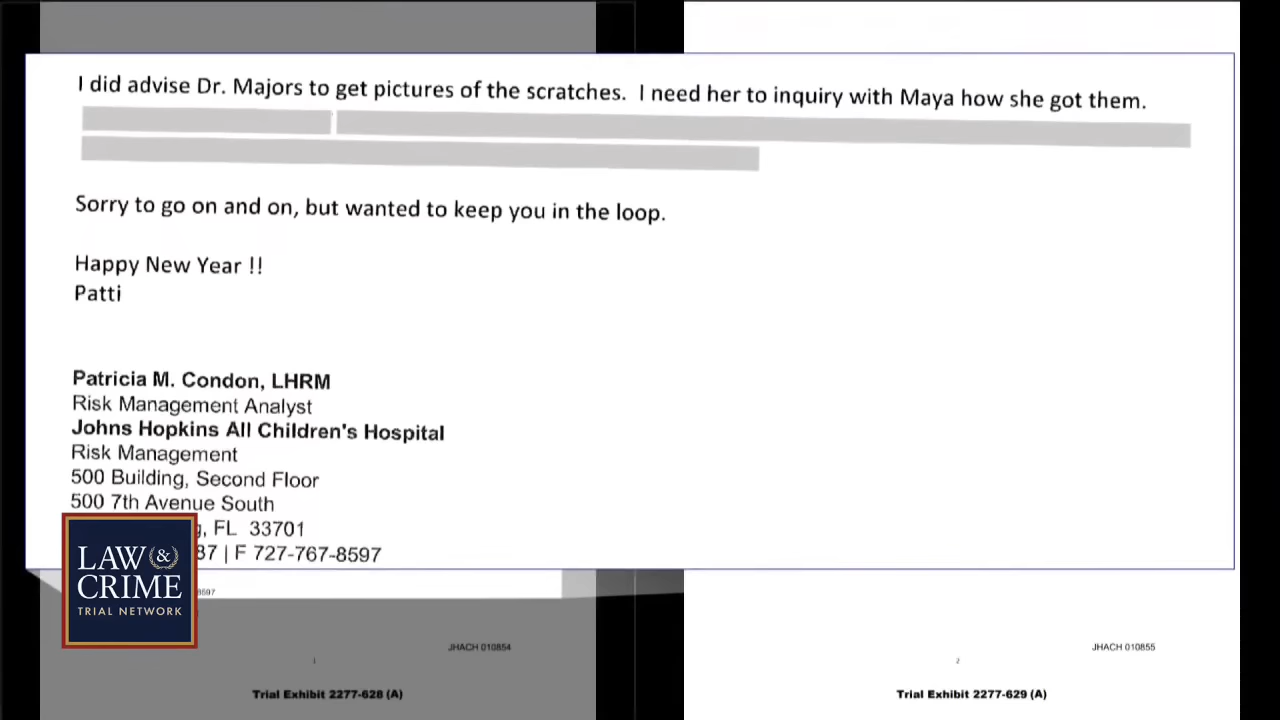 I did advise Dr. Majors to get pictures of the scratches.  I need her to inquiry with Maya how she got them.
Sorry to go on and on, but wanted to keep you in the loop.
Happy New Year !!
Patti
Patricia M. Condon, LHRM
Risk Management Analyst
Johns Hopkins All Children's Hospital
Risk Management
500 Building, Second Floor
500 7th Avenue South
FL  33701
37 | F 727-767-8597
LAW &
CRIME
TRIAL NETWORK
8597
JHACH 010854
1
Trial Exhibit 2277-628 (A)
JHACH 010855
2
Trial Exhibit 2277-629 (A)